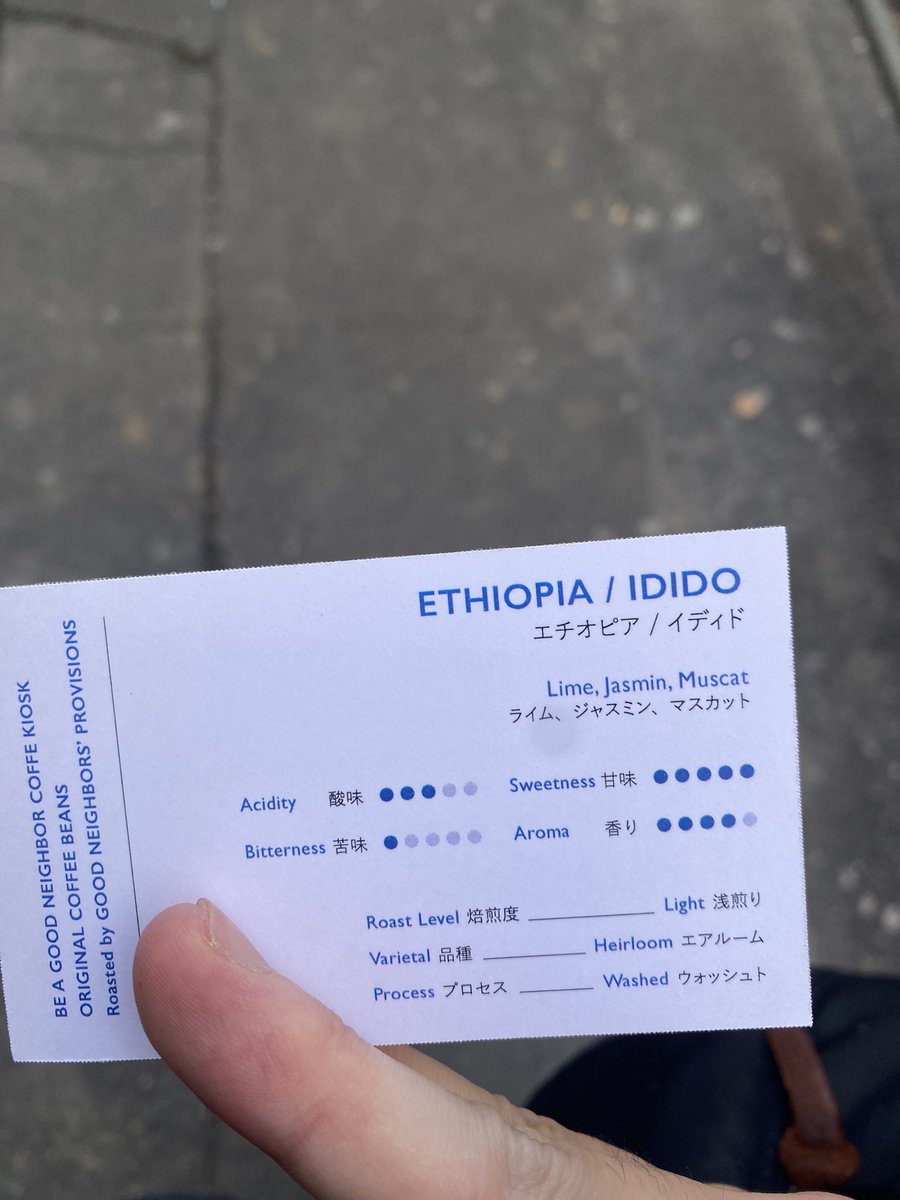 ETHIOPIA / IDIDO
エチオピア / イディド
Lime, Jasmin, Muscat
ライム、ジャスミン、マスカット
Acidity 酸味
Sweetness 甘味
Bitterness 苦味
Aroma 香り
Roast Level 焙煎度 Light 浅煎り
Varietal 品種 Heirloom エアルーム
Process プロセス Washed ウォッシュト
BE A GOOD NEIGHBOR COFFE KIOSK
ORIGINAL COFFEE BEANS
Roasted by GOOD NEIGHBORS' PROVISIONS